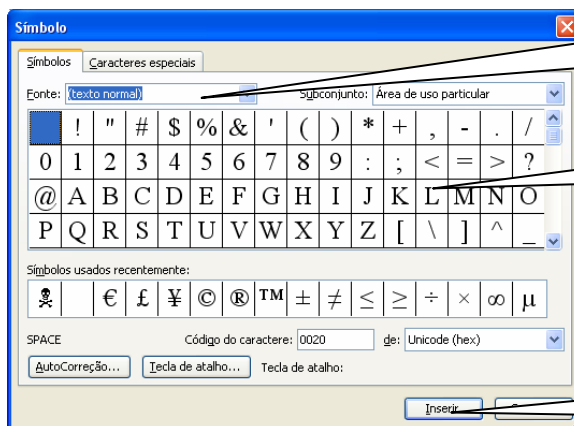 Símbolo
Símbolos Caracteres especiais
Fonte: (texto normal) Subconjunto: Área de uso particular
! " # $ % & ' ( ) * + , - . /
0 1 2 3 4 5 6 7 8 9 : ; < = > ?
@ A B C D E F G H I J K L M N O
P Q R S T U V W X Y Z [ \ ] ^ _
Símbolos usados recentemente:
☠ € £ ¥ © ® ™ ± ≠ ≤ ≥ ÷ × ∞ µ
SPACE Código do caractere: 0020 de: Unicode (hex)
AutoCorreção... Tecla de atalho... Tecla de atalho:
Inserir